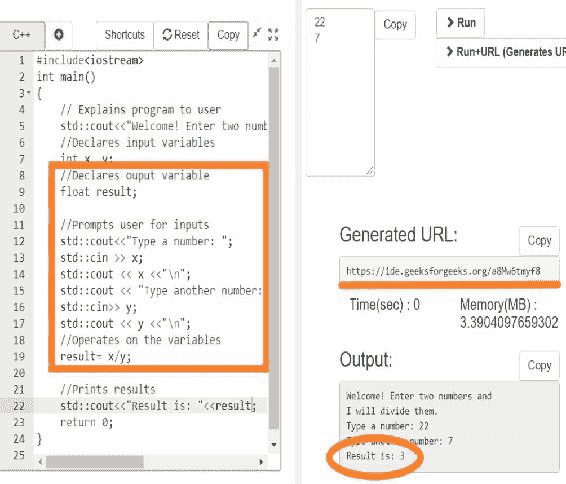 C++ Shortcuts Reset Copy
1 #include<iostream>
2 int main()
3 {
4 // Explains program to user
5 std::cout<<"Welcome! Enter two numb
6 //Declares input variables
7 int x, y;
8 //Declares ouput variable
9 float result;
10
11 //Prompts user for inputs
12 std::cout<<"Type a number: ";
13 std::cin >> x;
14 std::cout << x <<"\n";
15 std::cout << "Type another number:
16 std::cin>> y;
17 std::cout << y <<"\n";
18 //Operates on the variables
19 result= x/y;
20
21 //Prints results
22 std::cout<<"Result is: "<<result;
23 return 0;
24 }
25
22
7
Copy
Run
Run+URL (Generates UR
Generated URL:
Copy
https://ide.geeksforgeeks.org/a8Mw6tmyf8
Time(sec) : 0
Memory(MB) :
3.3904097659302
Output:
Copy
Welcome! Enter two numbers and
I will divide them.
Type a number: 22
Type another number: 7
Result is: 3